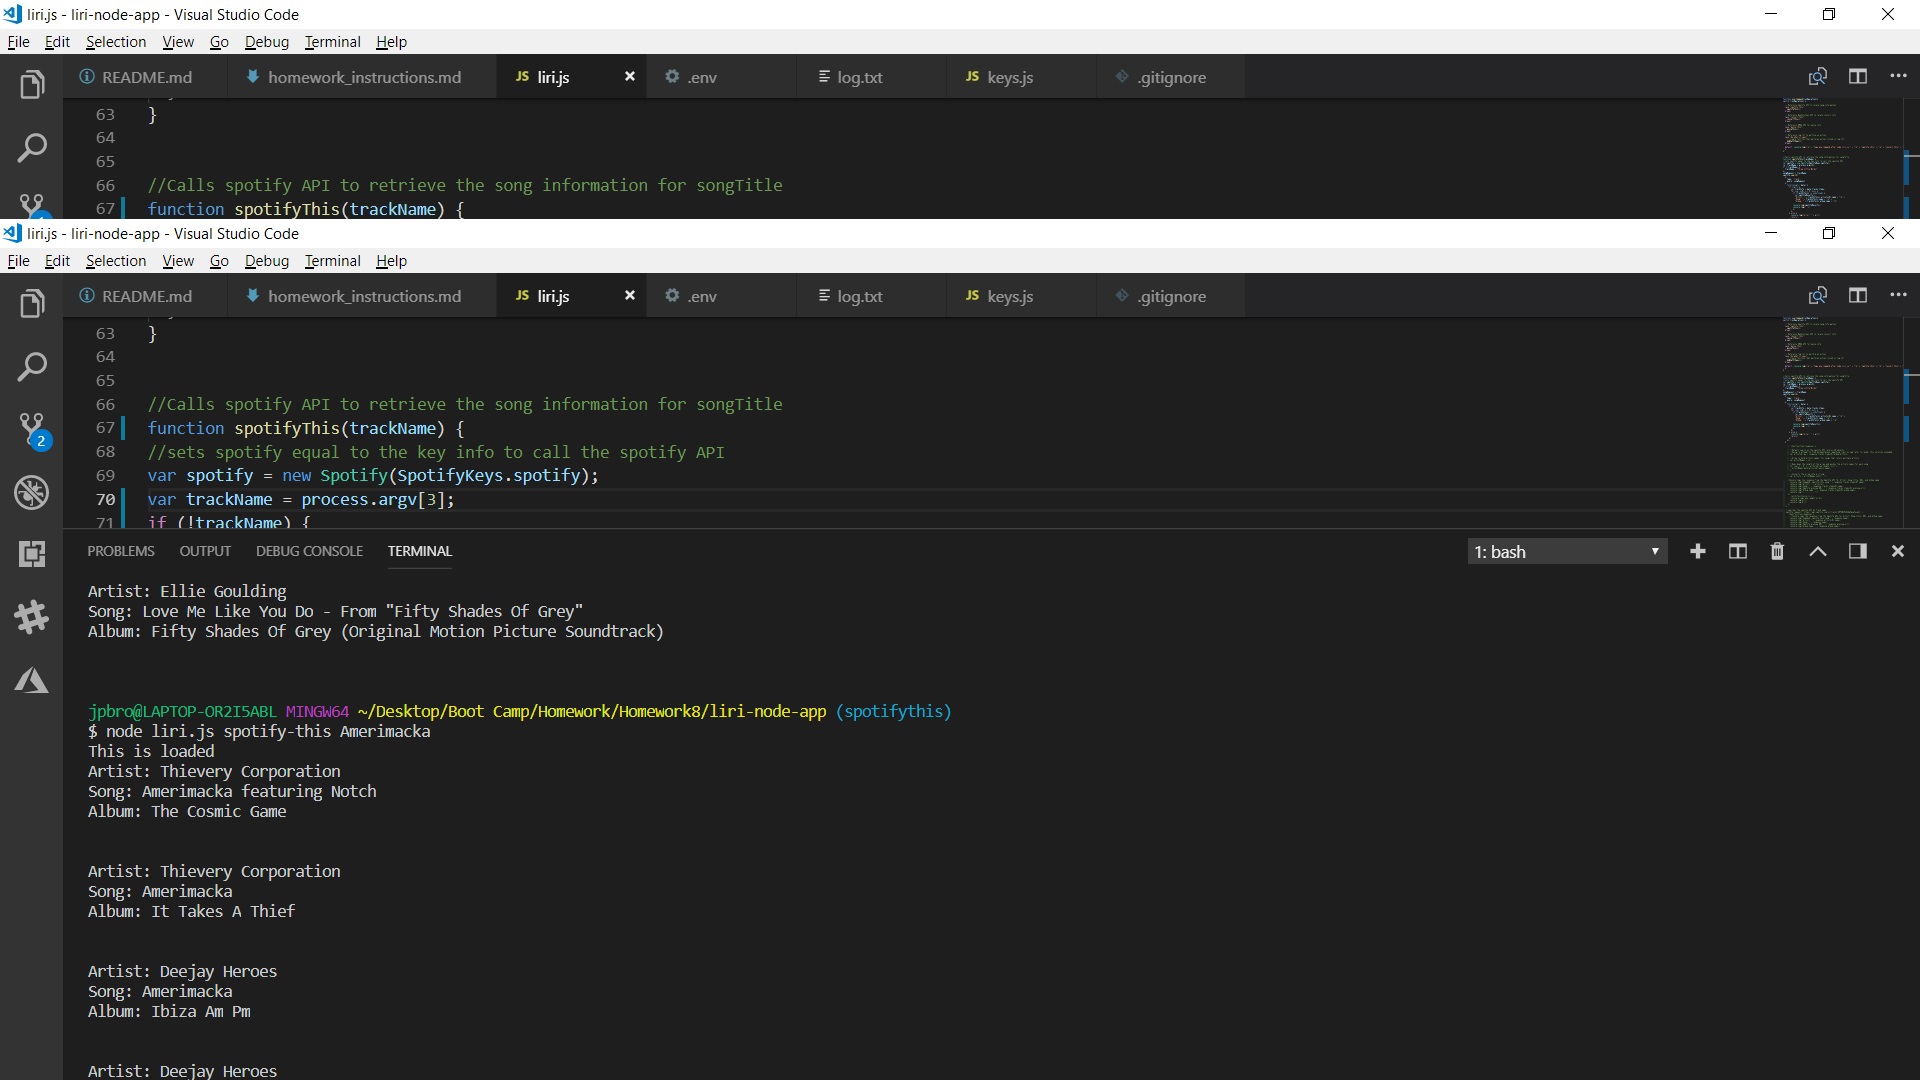 liri.js - liri-node-app - Visual Studio Code
File Edit Selection View Go Debug Terminal Help
README.md homework_instructions.md JS liri.js .env log.txt JS keys.js .gitignore
63 }
64
65
66 //Calls spotify API to retrieve the song information for songTitle
67 function spotifyThis(trackName) {
liri.js - liri-node-app - Visual Studio Code
File Edit Selection View Go Debug Terminal Help
README.md homework_instructions.md JS liri.js .env log.txt JS keys.js .gitignore
63 }
64
65
66 //Calls spotify API to retrieve the song information for songTitle
67 function spotifyThis(trackName) {
68 //sets spotify equal to the key info to call the spotify API
69 var spotify = new Spotify(SpotifyKeys.spotify);
70 var trackName = process.argv[3];
71 if (!trackName) {
2
PROBLEMS OUTPUT DEBUG CONSOLE TERMINAL 1: bash
Artist: Ellie Goulding
Song: Love Me Like You Do - From "Fifty Shades Of Grey"
Album: Fifty Shades Of Grey (Original Motion Picture Soundtrack)
jpbro@LAPTOP-OR2I5ABL MINGW64 ~/Desktop/Boot Camp/Homework/Homework8/liri-node-app (spotifythis)
$ node liri.js spotify-this Amerimacka
This is loaded
Artist: Thievery Corporation
Song: Amerimacka featuring Notch
Album: The Cosmic Game
Artist: Thievery Corporation
Song: Amerimacka
Album: It Takes A Thief
Artist: Deejay Heroes
Song: Amerimacka
Album: Ibiza Am Pm
Artist: Deejay Heroes